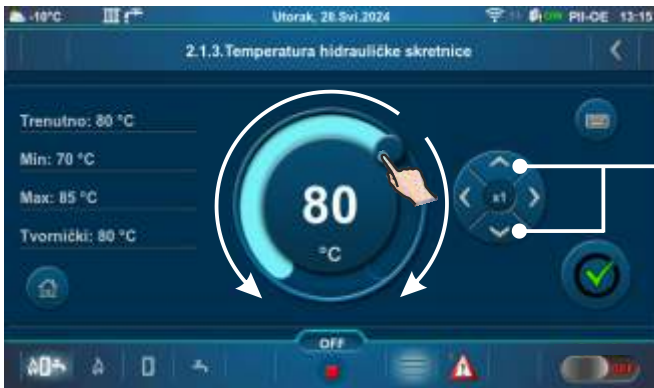 -10°C Utorak, 28.Svi.2024 PII-OE 13:15
2.1.3.Temperatura hidrauličke skretnice
Trenutno: 80 °C
Min: 70 °C
Max: 85 °C
Tvornički: 80 °C
80
°C
x1
OFF
OFF